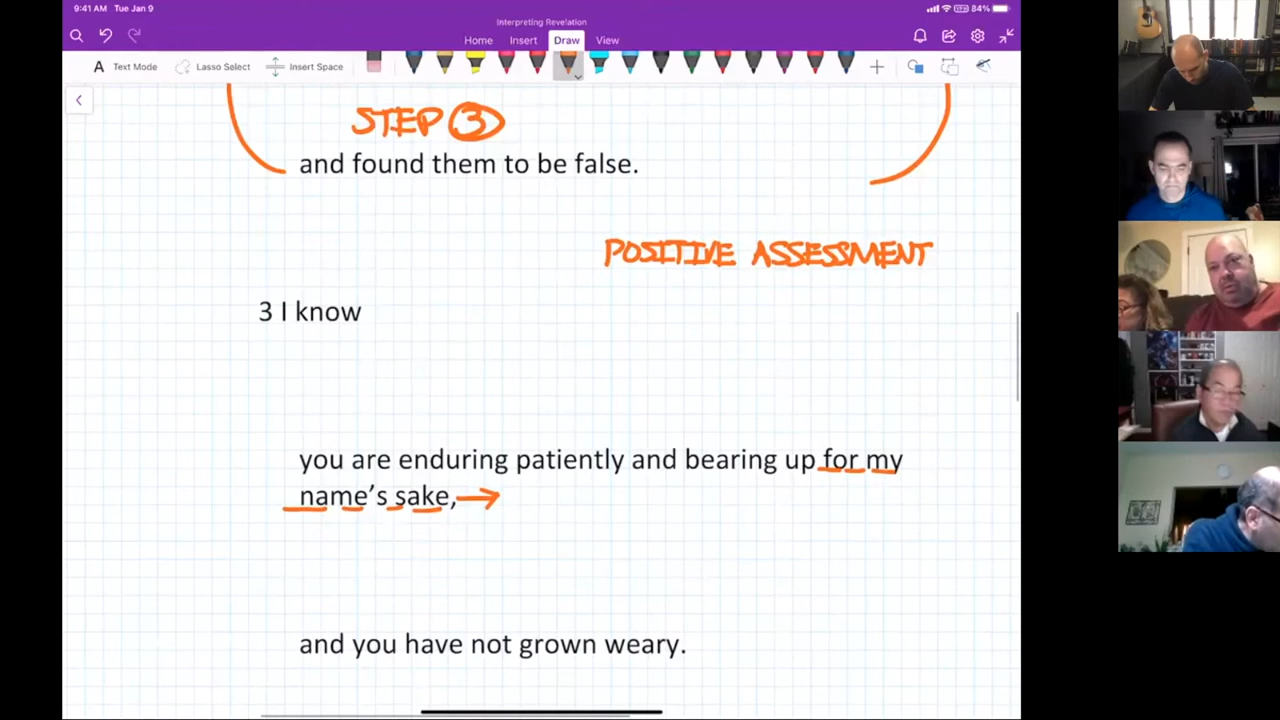 9:41 AM Tue Jan 9
84%
Interpreting Revelation
Home Insert Draw View
A Text Mode Lasso Select Insert Space
STEP 3
and found them to be false.
POSITIVE ASSESSMENT
3 I know
you are enduring patiently and bearing up for my
name’s sake,
and you have not grown weary.